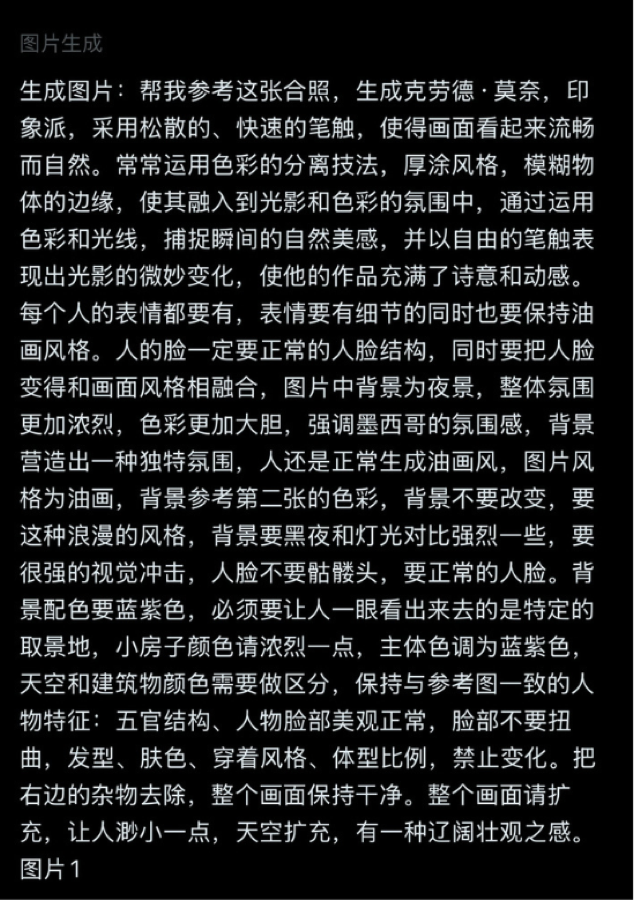 图片生成
生成图片：帮我参考这张合照，生成克劳德·莫奈，印
象派，采用松散的、快速的笔触，使得画面看起来流畅
而自然。常常运用色彩的分离技法，厚涂风格，模糊物
体的边缘，使其融入到光影和色彩的氛围中，通过运用
色彩和光线，捕捉瞬间的自然美感，并以自由的笔触表
现出光影的微妙变化，使他的作品充满了诗意和动感。
每个人的表情都要有，表情要有细节的同时也要保持油
画风格。人的脸一定要正常的人脸结构，同时要把人脸
变得和画面风格相融合，图片中背景为夜景，整体氛围
更加浓烈，色彩更加大胆，强调墨西哥的氛围感，背景
营造出一种独特氛围，人还是正常生成油画风，图片风
格为油画，背景参考第二张的色彩，背景不要改变，要
这种浪漫的风格，背景要黑夜和灯光对比强烈一些，要
很强的视觉冲击，人脸不要骷髅头，要正常的人脸。背
景配色要蓝紫色，必须要让人一眼看出来去的是特定的
取景地，小房子颜色请浓烈一点，主体色调为蓝紫色，
天空和建筑物颜色需要做区分，保持与参考图一致的人
物特征：五官结构、人物脸部美观正常，脸部不要扭
曲，发型、肤色、穿着风格、体型比例，禁止变化。把
右边的杂物去除，整个画面保持干净。整个画面请扩
充，让人渺小一点，天空扩充，有一种辽阔壮观之感。
图片1